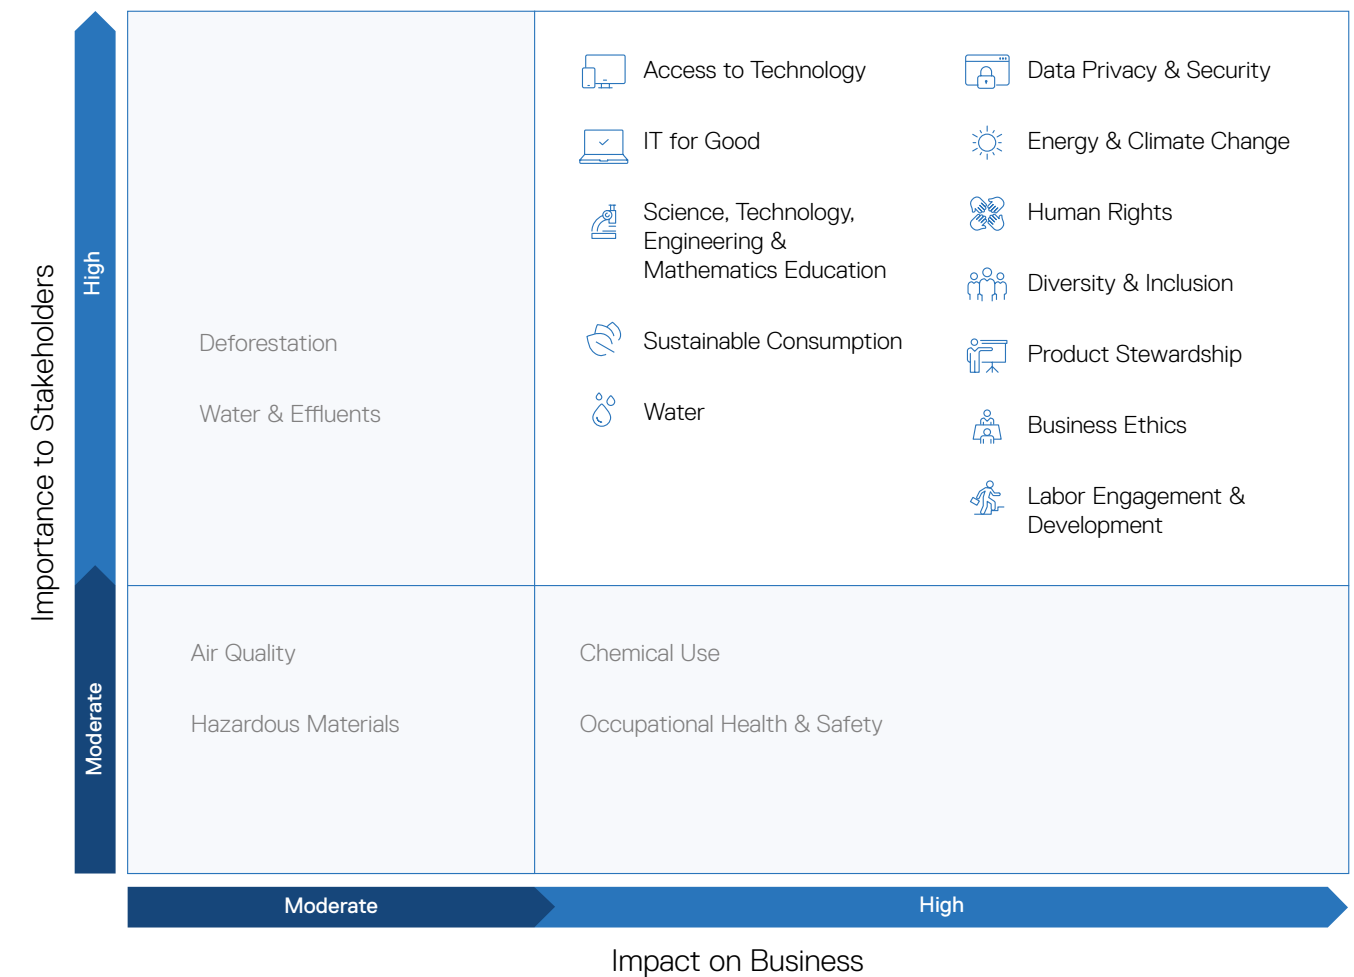 Importance to Stakeholders
High
Moderate
Access to Technology
IT for Good
Science, Technology,
Engineering &
Mathematics Education
Sustainable Consumption
Water
Data Privacy & Security
Energy & Climate Change
Human Rights
Diversity & Inclusion
Product Stewardship
Business Ethics
Labor Engagement &
Development
Deforestation
Water & Effluents
Air Quality
Hazardous Materials
Chemical Use
Occupational Health & Safety
Moderate
High
Impact on Business